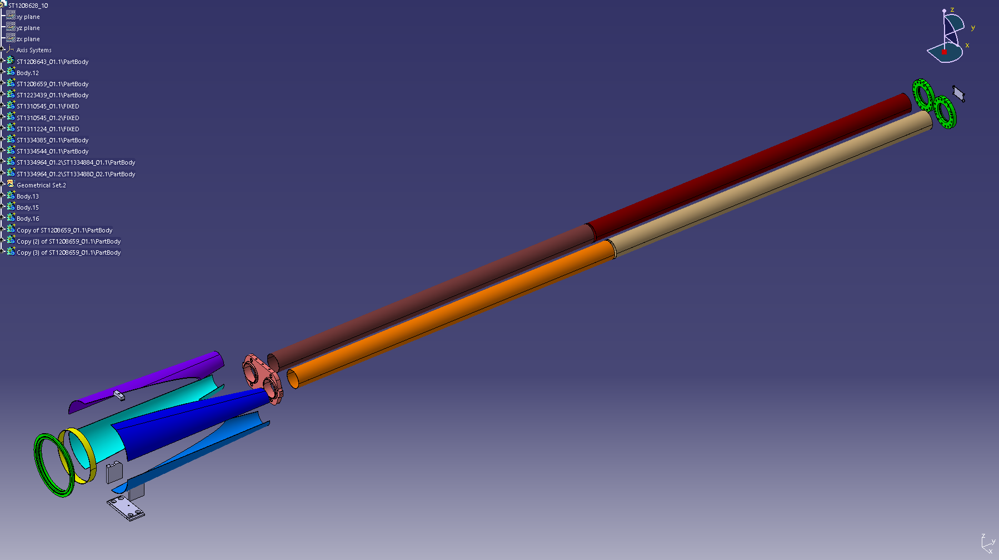 ST1208628_10
xy plane
yz plane
zx plane
Axis Systems
ST1208643_01.1\PartBody
Body.12
ST1208659_01.1\PartBody
ST1223439_01.1\PartBody
ST1310545_01.1\FIXED
ST1310545_01.2\FIXED
ST1311224_01.1\FIXED
ST1334385_01.1\PartBody
ST1334544_01.1\PartBody
ST1334964_01.2\ST1334884_01.1\PartBody
ST1334964_01.2\ST1334880_02.1\PartBody
Geometrical Set.2
Body.13
Body.15
Body.16
Copy of ST1208659_01.1\PartBody
Copy (2) of ST1208659_01.1\PartBody
Copy (3) of ST1208659_01.1\PartBody
z
y
x
z
y
x